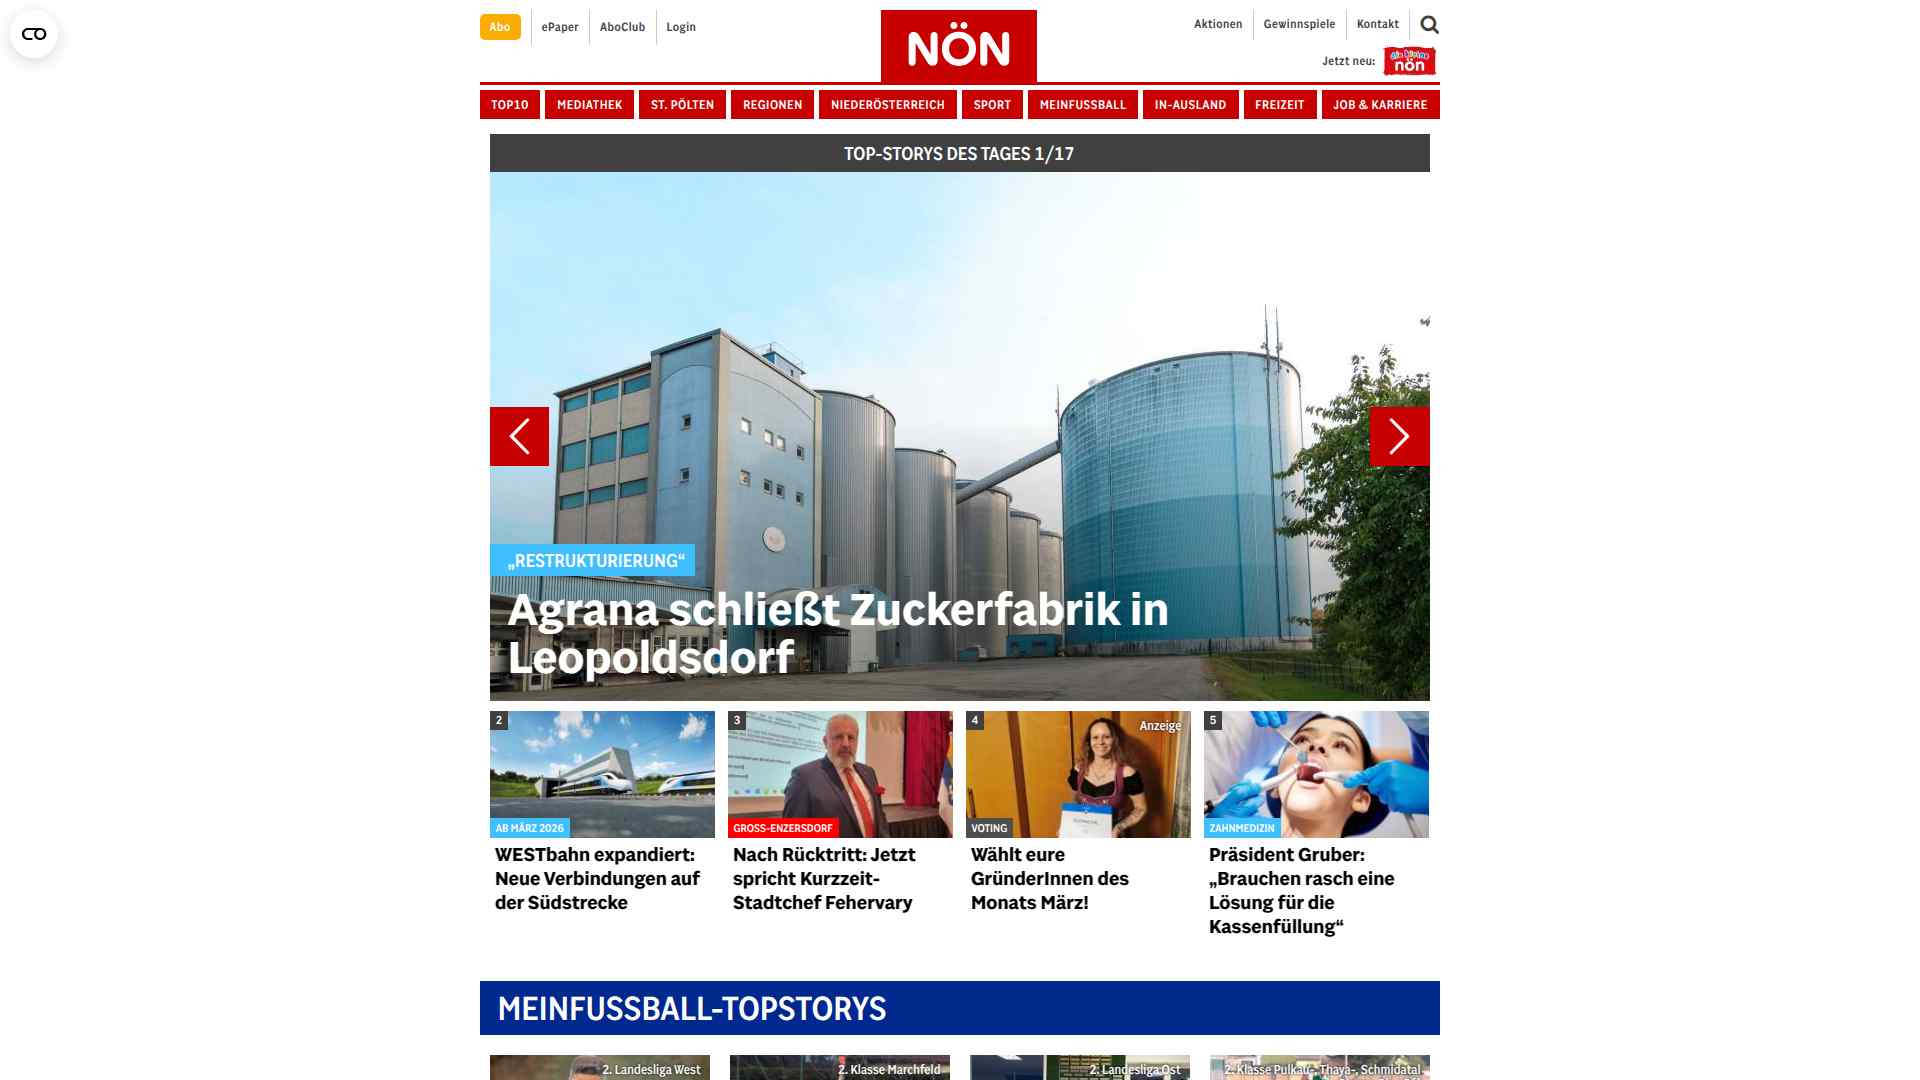 Abo
ePaper
AboClub
Login
NÖN
Aktionen
Gewinnspiele
Kontakt
Jetzt neu:
die kleine
nön
TOP10
MEDIATHEK
ST. PÖLTEN
REGIONEN
NIEDERÖSTERREICH
SPORT
MEINFUSSBALL
IN-AUSLAND
FREIZEIT
JOB & KARRIERE
TOP-STORYS DES TAGES 1/17
„RESTRUKTURIERUNG“
Agrana schließt Zuckerfabrik in
Leopoldsdorf
2
AB MÄRZ 2026
WESTbahn expandiert:
Neue Verbindungen auf
der Südstrecke
3
GROSS-ENZERSDORF
Nach Rücktritt: Jetzt
spricht Kurzzeit-
Stadtchef Fehervary
4
Anzeige
VOTING
Wählt eure
GründerInnen des
Monats März!
5
ZAHNMEDIZIN
Präsident Gruber:
„Brauchen rasch eine
Lösung für die
Kassenfüllung“
MEINFUSSBALL-TOPSTORYS
2. Landesliga West
2. Klasse Marchfeld
2. Landesliga Ost
2. Klasse Pulkau-, Thaya-, Schmidatal